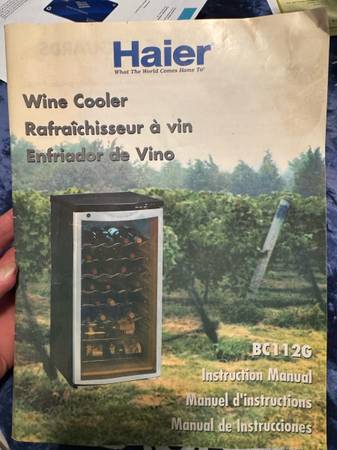 Haier
What The World Comes Home To®
Wine Cooler
Rafraîchisseur à vin
Enfriador de Vino
BC112G
Instruction Manual
Manuel d'instructions
Manual de Instrucciones